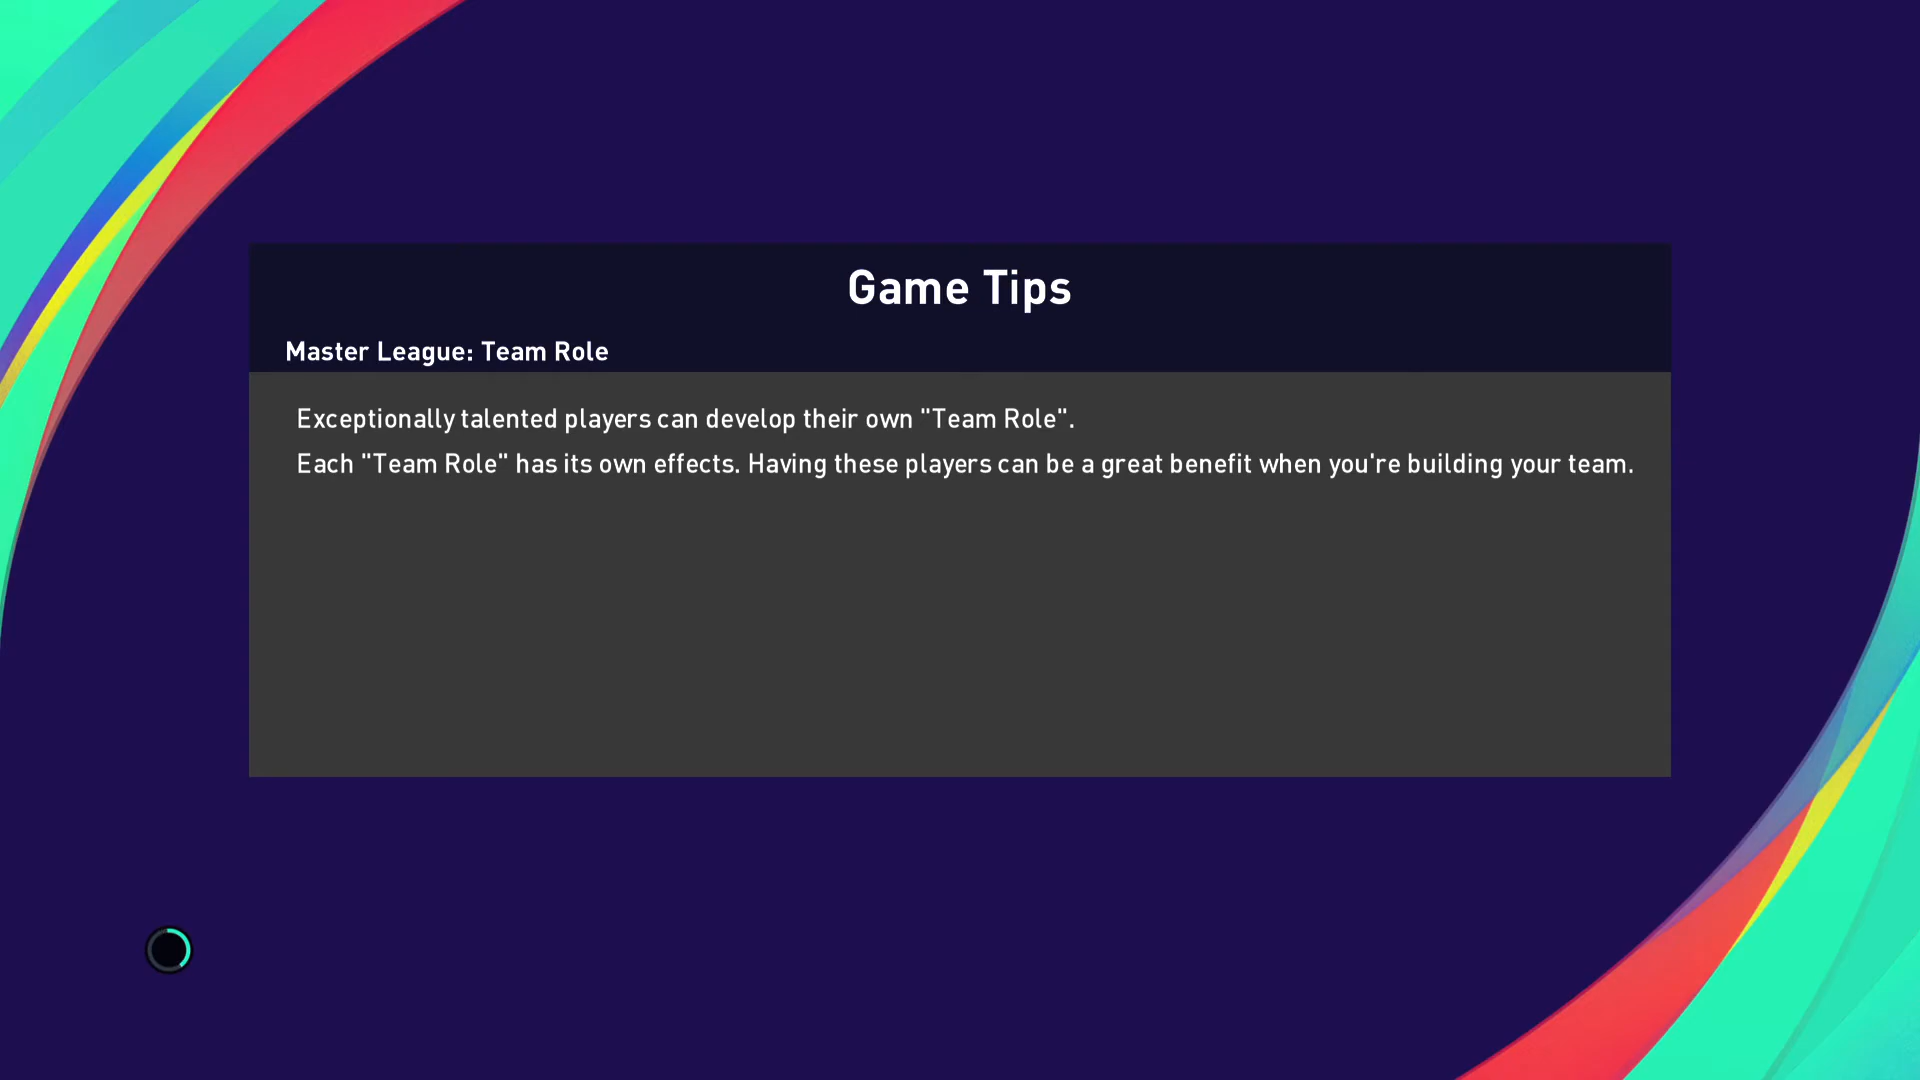 Game Tips
Master League: Team Role
Exceptionally talented players can develop their own "Team Role".
Each "Team Role" has its own effects. Having these players can be a great benefit when you're building your team.